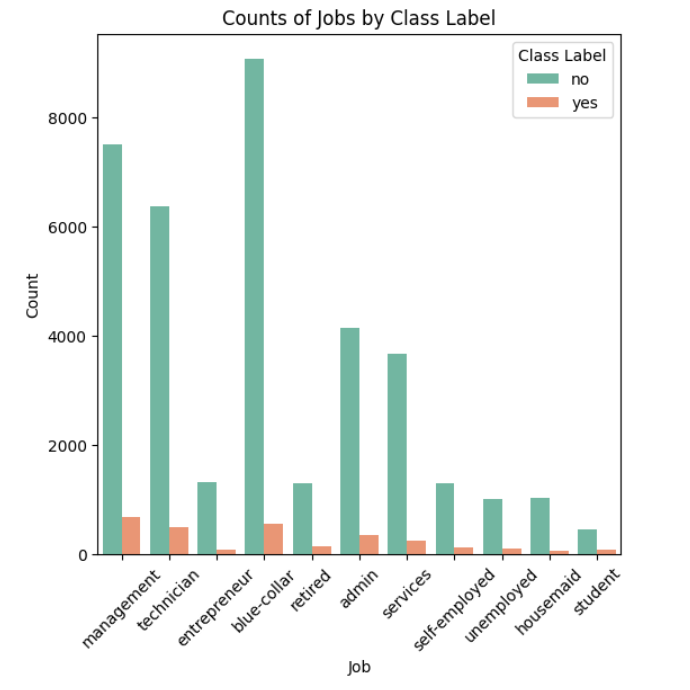 Counts of Jobs by Class Label
Class Label
no
yes
8000
6000
4000
2000
0
Count
management
technician
entrepreneur
blue-collar
retired
admin
services
self-employed
unemployed
housemaid
student
Job